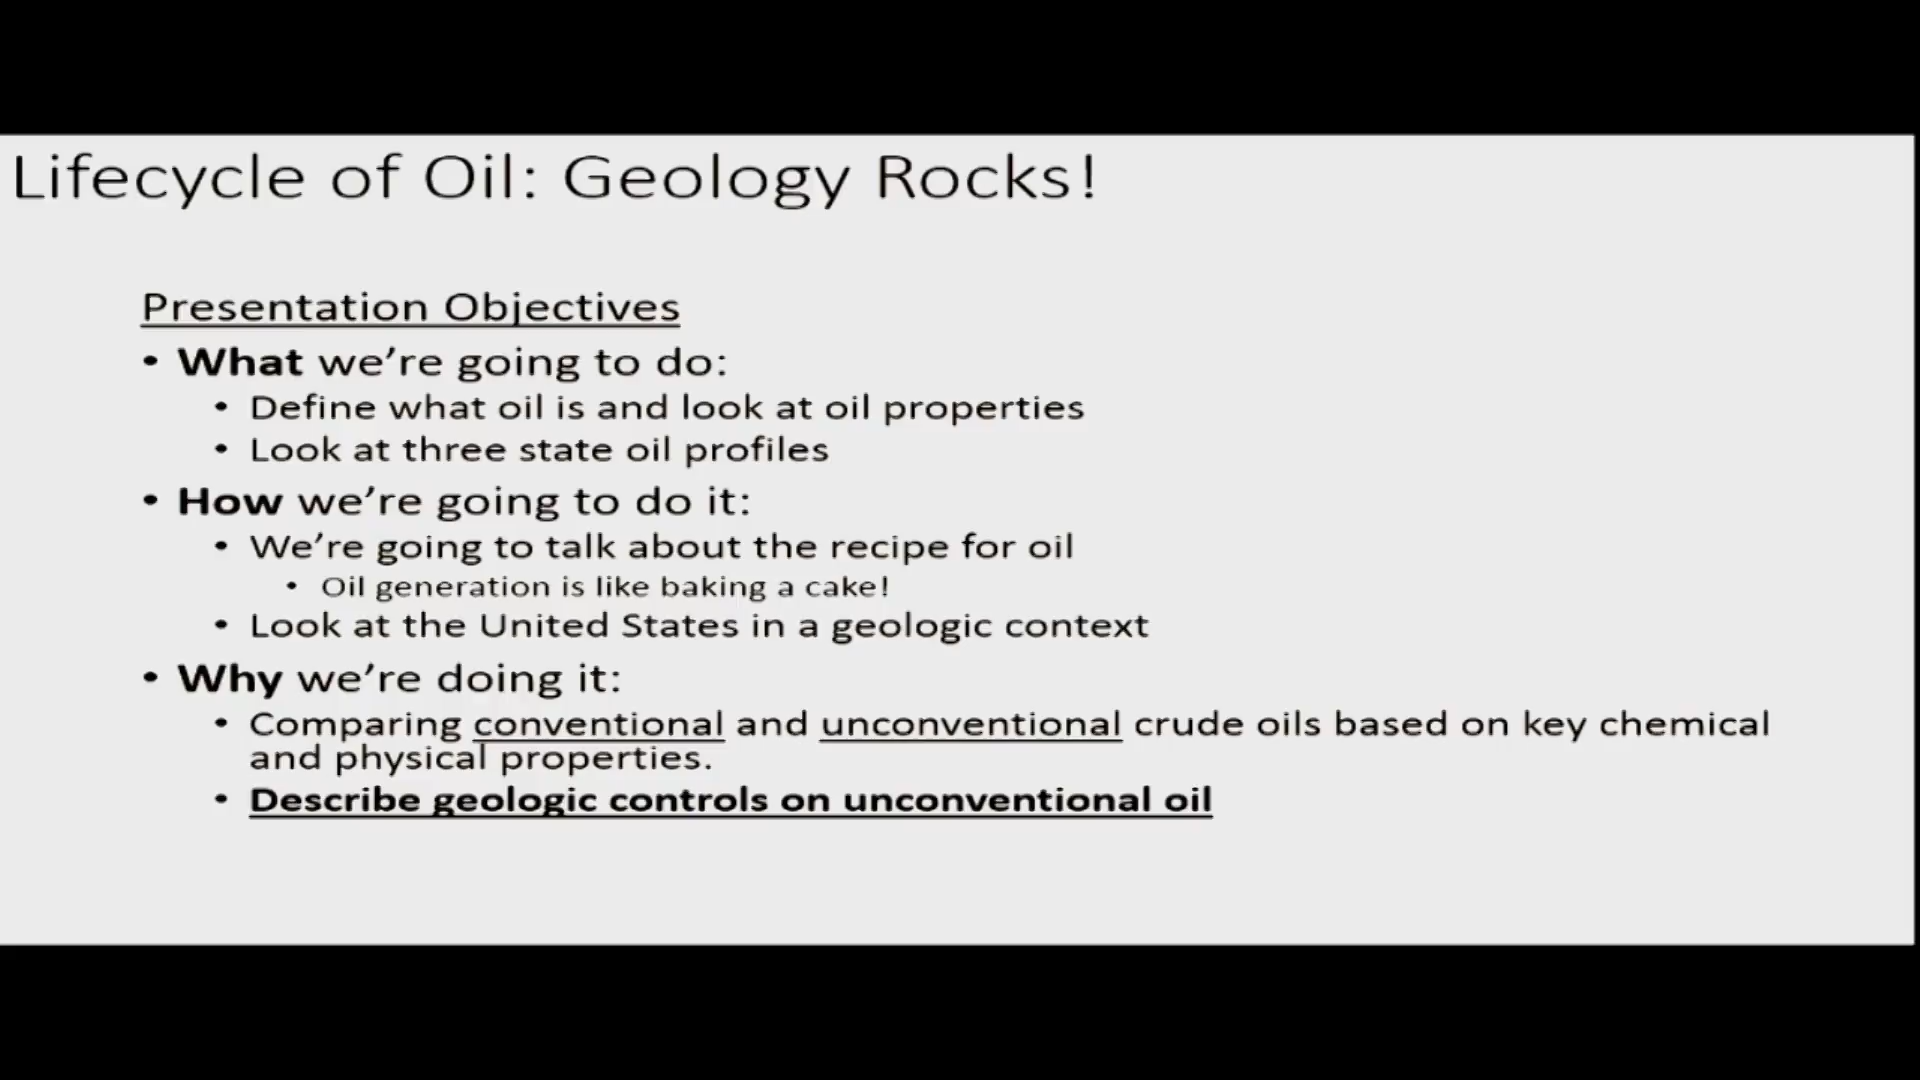 Lifecycle of Oil: Geology Rocks!
Presentation Objectives
• What we’re going to do:
• Define what oil is and look at oil properties
• Look at three state oil profiles
• How we’re going to do it:
• We’re going to talk about the recipe for oil
• Oil generation is like baking a cake!
• Look at the United States in a geologic context
• Why we’re doing it:
• Comparing conventional and unconventional crude oils based on key chemical
and physical properties.
• Describe geologic controls on unconventional oil